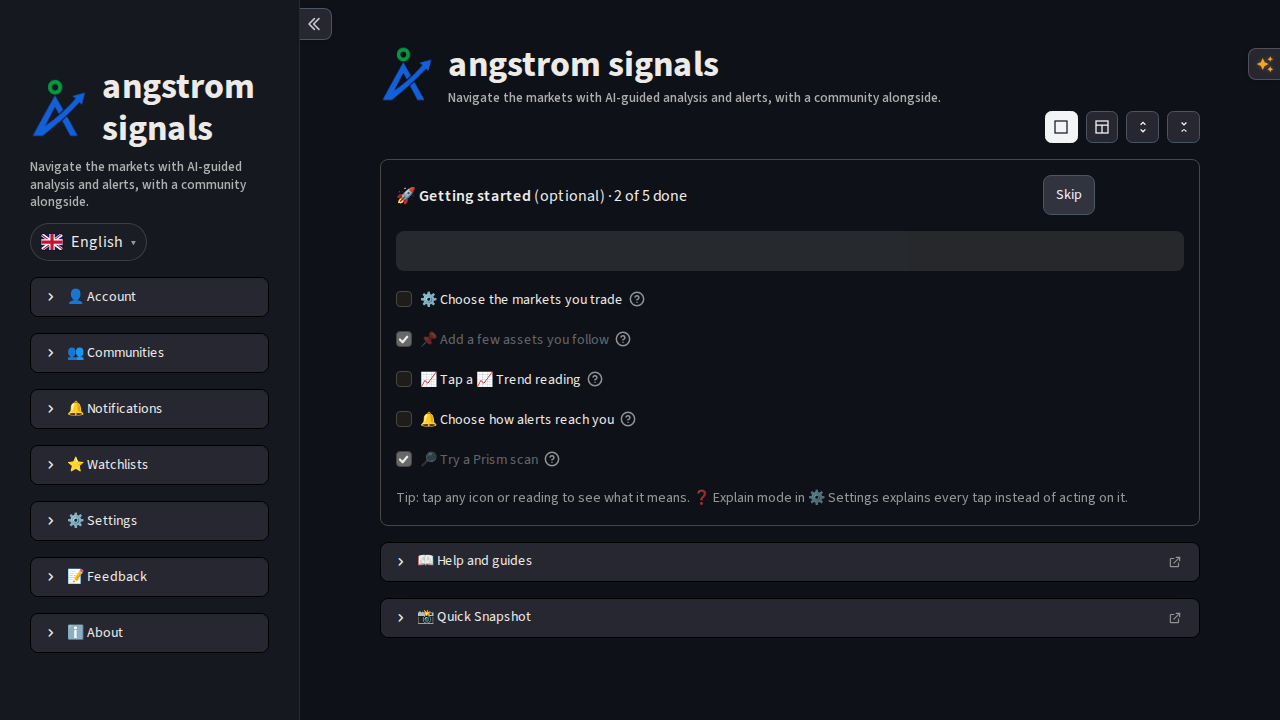 angstrom
signals
Navigate the markets with AI-guided
analysis and alerts, with a community
alongside.
English
Account
Communities
Notifications
Watchlists
Settings
Feedback
About
angstrom signals
Navigate the markets with AI-guided analysis and alerts, with a community alongside.
🚀 Getting started (optional) · 2 of 5 done
Skip
⚙️ Choose the markets you trade
📌 Add a few assets you follow
📈 Tap a 📈 Trend reading
🔔 Choose how alerts reach you
🔎 Try a Prism scan
Tip: tap any icon or reading to see what it means. ❓ Explain mode in ⚙️ Settings explains every tap instead of acting on it.
📖 Help and guides
📸 Quick Snapshot